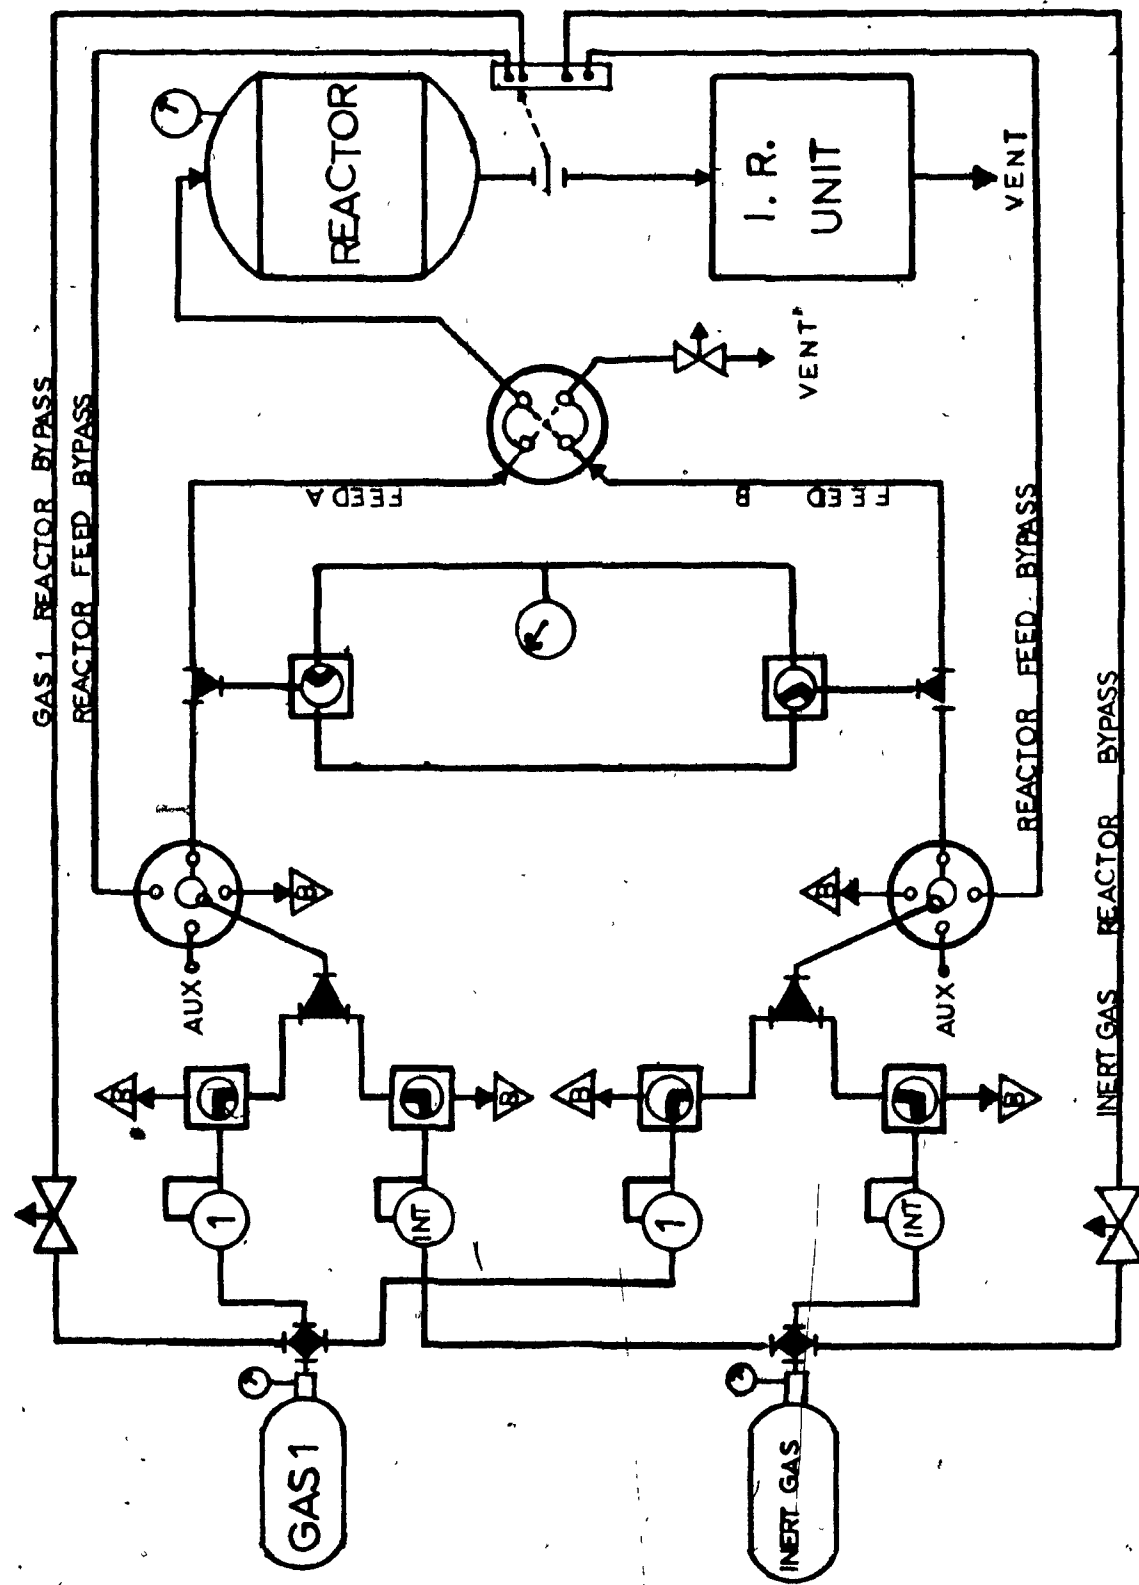 GAS 1 REACTOR BYPASS
REACTOR FEED BYPASS
REACTOR
I. R.
UNIT
VENT
VENT
FEED A
FEED B
REACTOR FEED BYPASS
INERT GAS REACTOR BYPASS
AUX
AUX
B
B
B
B
B
B
1
INT
1
INT
GAS 1
INERT GAS